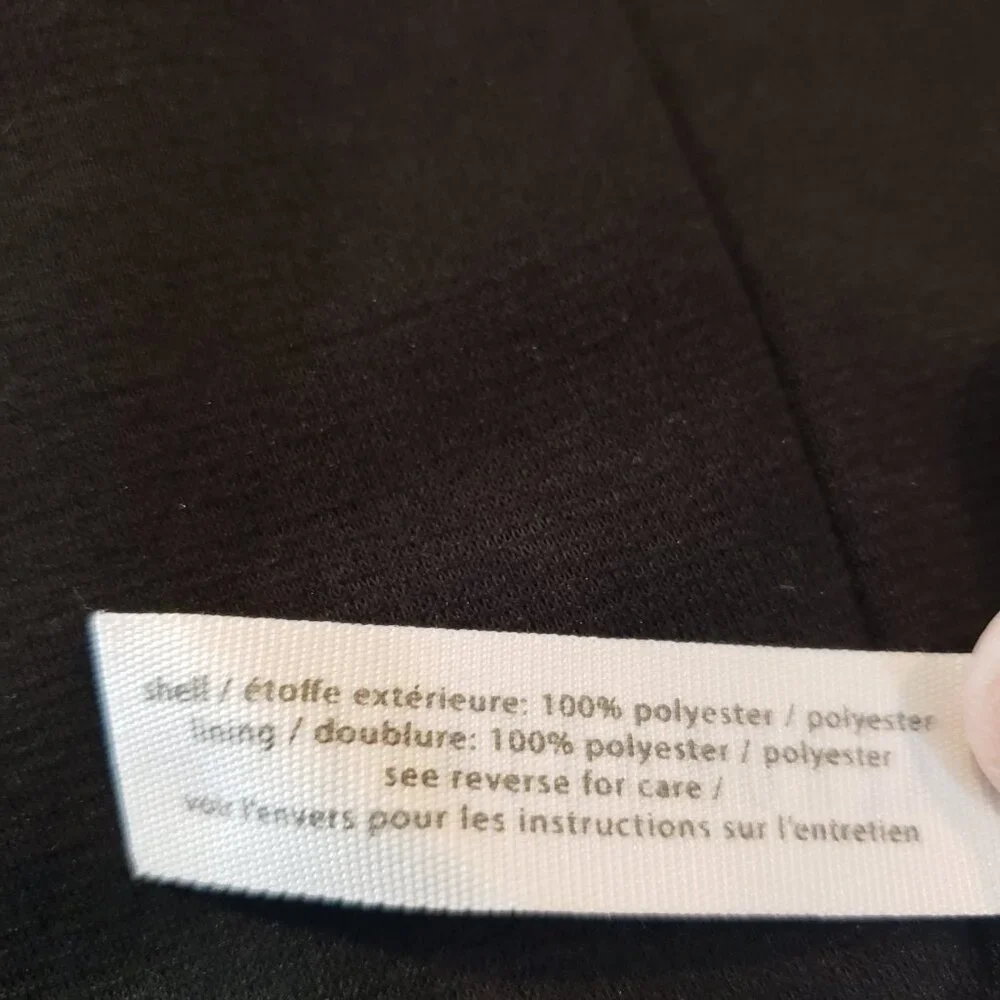 shell / étoffe extérieure: 100% polyester / polyester
lining / doublure: 100% polyester / polyester
see reverse for care /
voir l'envers pour les instructions sur l'entretien